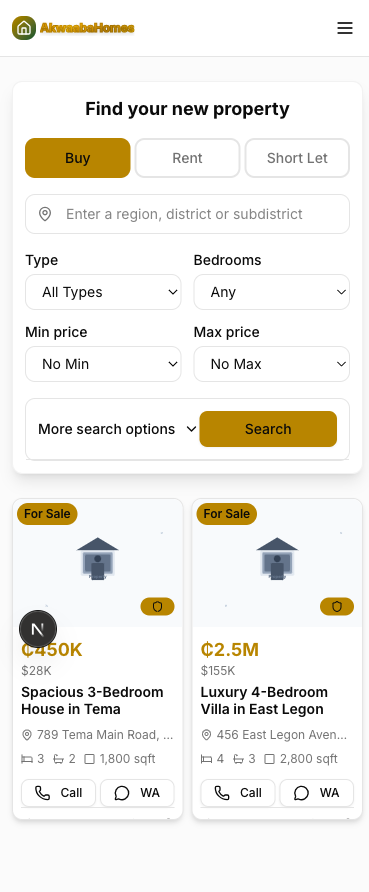 AkwaabaHomes
Find your new property
Buy Rent Short Let
Enter a region, district or subdistrict
Type Bedrooms
All Types Any
Min price Max price
No Min No Max
More search options Search
For Sale
N
₵450K
$28K
Spacious 3-Bedroom
House in Tema
789 Tema Main Road, ...
3 2 1,800 sqft
Call WA
For Sale
₵2.5M
$155K
Luxury 4-Bedroom
Villa in East Legon
456 East Legon Aven...
4 3 2,800 sqft
Call WA